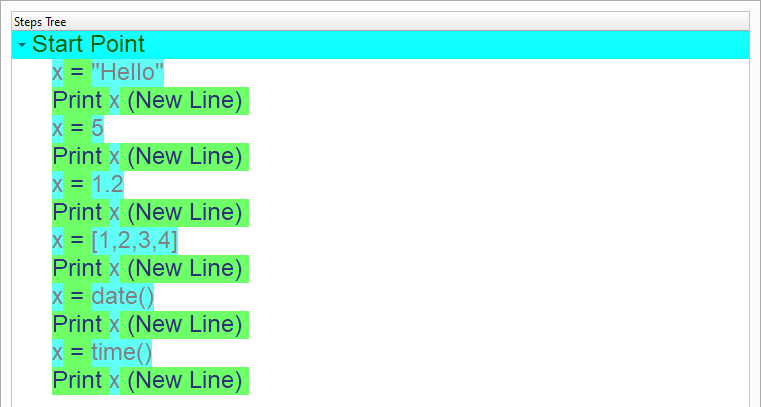 Steps Tree
Start Point
x = "Hello"
Print x (New Line)
x = 5
Print x (New Line)
x = 1.2
Print x (New Line)
x = [1,2,3,4]
Print x (New Line)
x = date()
Print x (New Line)
x = time()
Print x (New Line)